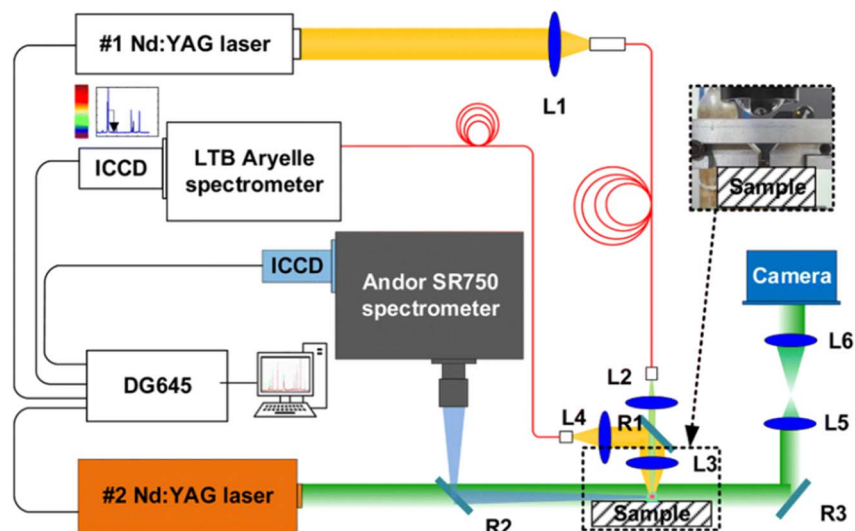 #1 Nd:YAG laser
L1
ICCD
LTB Aryelle
spectrometer
Sample
ICCD
Andor SR750
spectrometer
Camera
L6
DG645
L2
L4
R1
L5
L3
#2 Nd:YAG laser
R2
Sample
R3